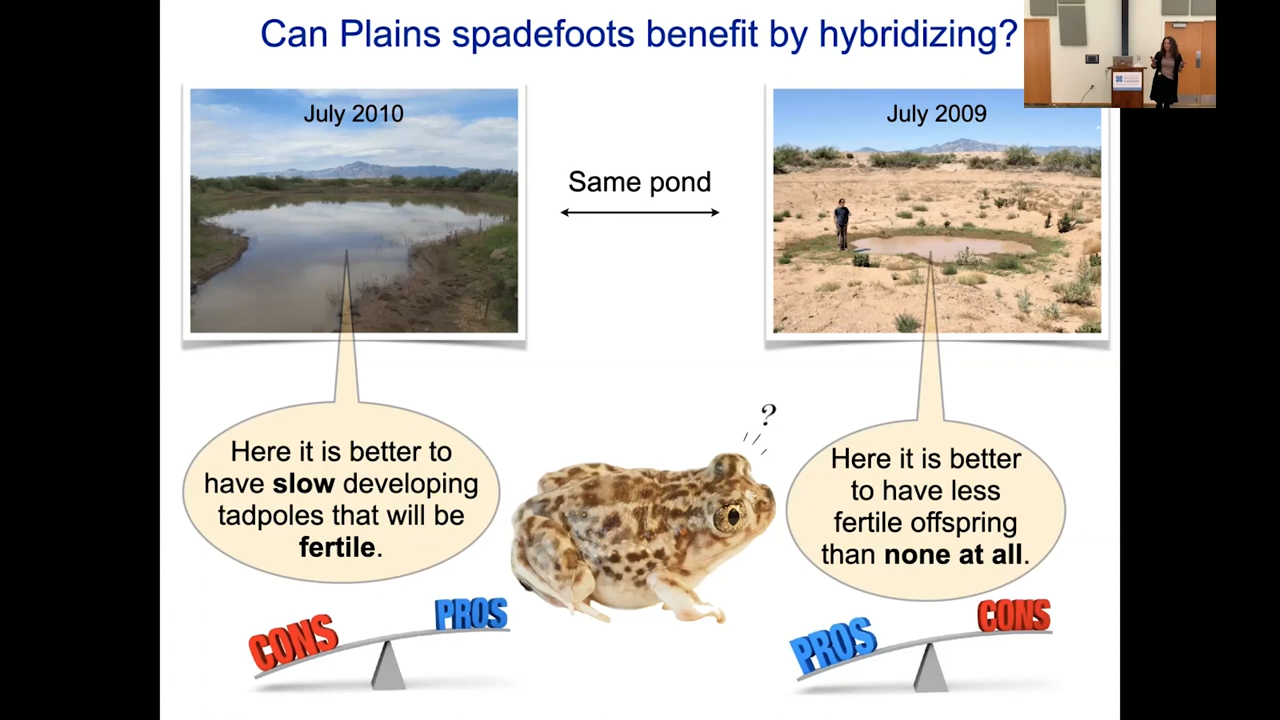 Can Plains spadefoots benefit by hybridizing?
July 2010
Same pond
July 2009
Here it is better to
have slow developing
tadpoles that will be
fertile.
?
Here it is better
to have less
fertile offspring
than none at all.
CONS
PROS
PROS
CONS